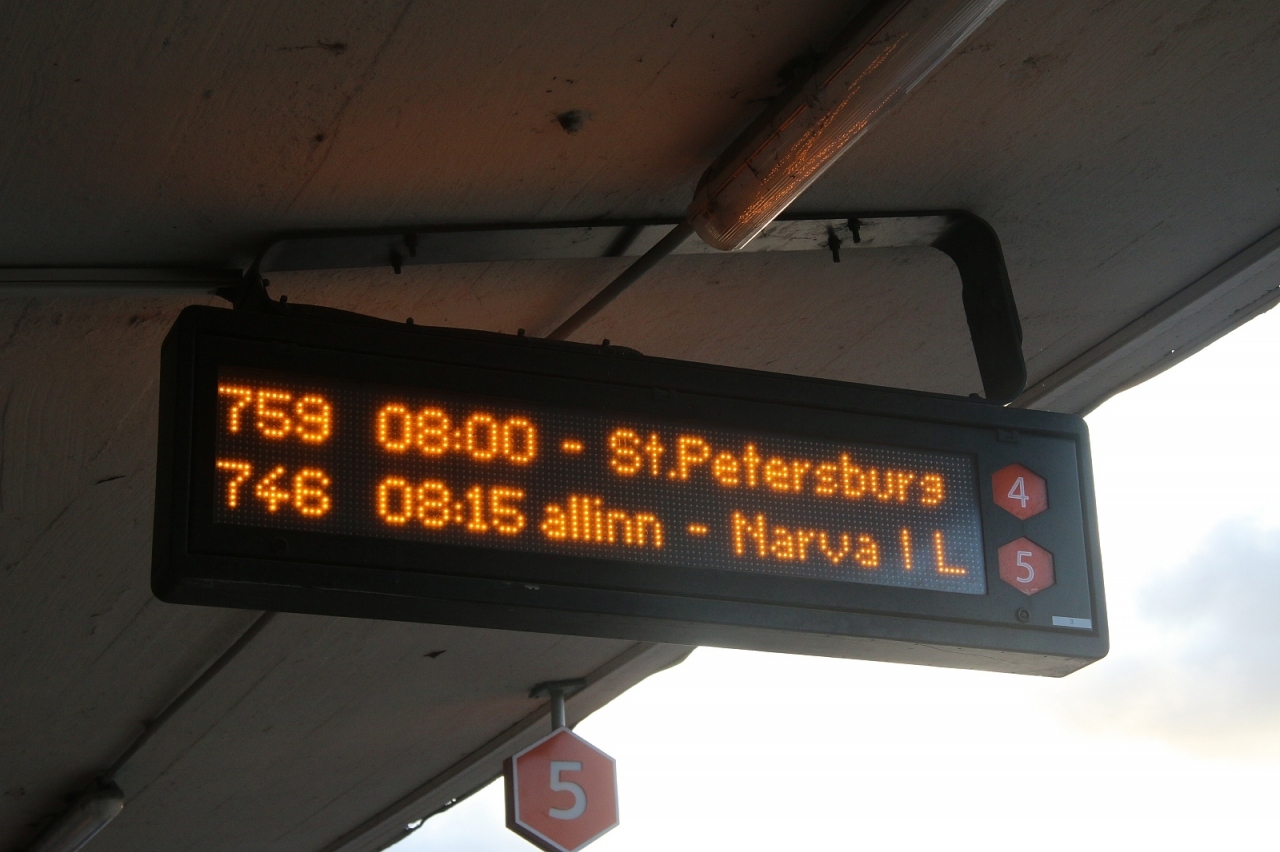 759 08:00 - St.Petersburg 4
746 08:15 allinn - Narva | L. 5
5